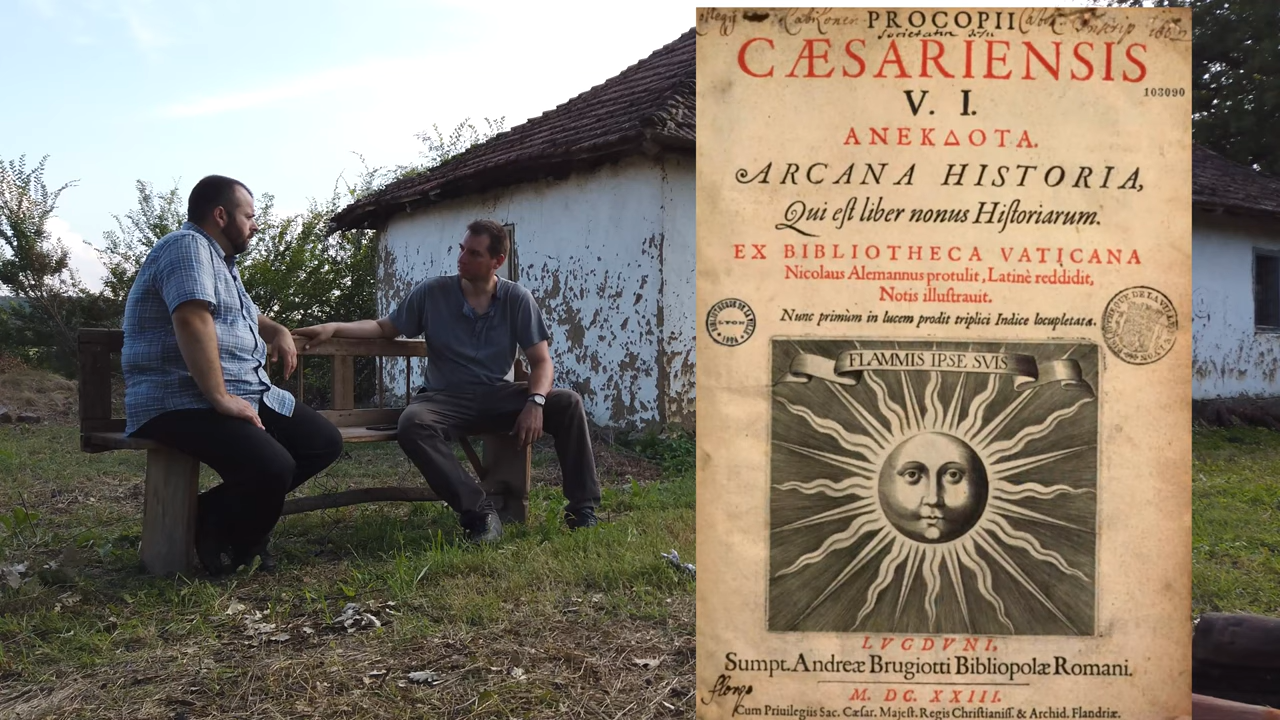 PROCOPII
CÆSARIENSIS
103090
V. I.
ΑΝΕΚΔΟΤΑ.
ARCANA HISTORIA,
Qui eſt liber nonus Hiſtoriarum.
EX BIBLIOTHECA VATICANA
Nicolaus Alemannus protulit, Latinè reddidit,
Notis illuſtrauit.
Nunc primùm in lucem prodit triplici Indice locupletata.
FLAMMIS IPSE SVIS
LVGDVNI,
Sumpt. Andreæ Brugiotti Bibliopolæ Romani.
M. DC. XXIII.
Cum Priuilegiis Sac. Cæſar. Majeſt. Regis Chriſtianiſſ. & Archid. Flandriæ.